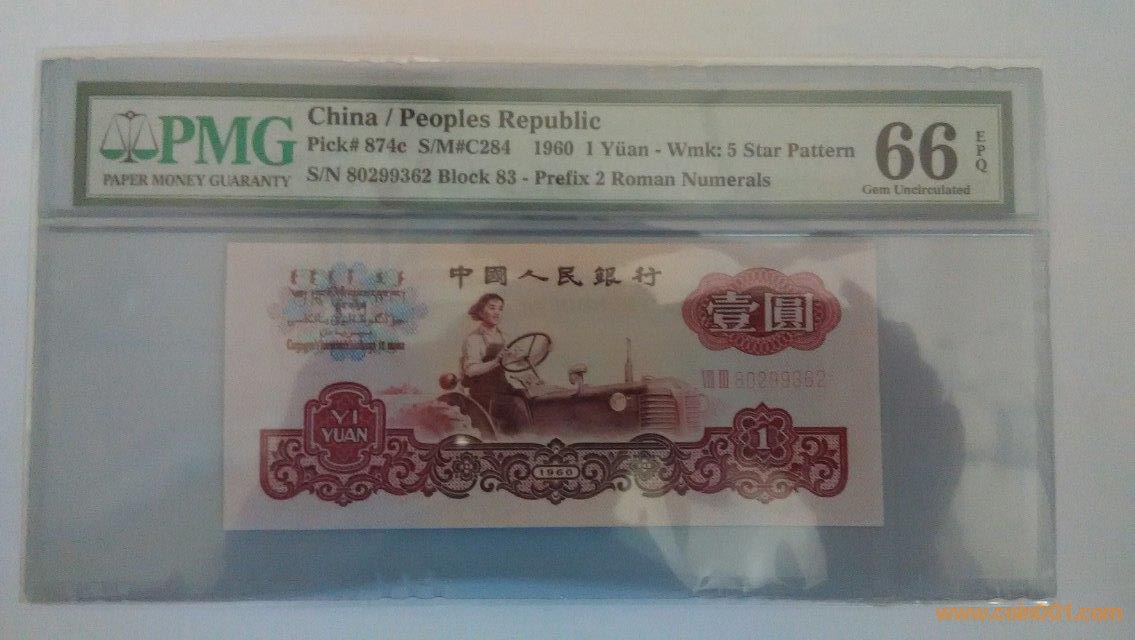 PMG
PAPER MONEY GUARANTY
China / Peoples Republic
Pick# 874c S/M#C284 1960 1 Yüan - Wmk: 5 Star Pattern
S/N 80299362 Block 83 - Prefix 2 Roman Numerals
66
EPQ
Gem Uncirculated
中國人民銀行
壹圓
VIII III 80299362
YI
YUAN
1960
1
www.coin001.com